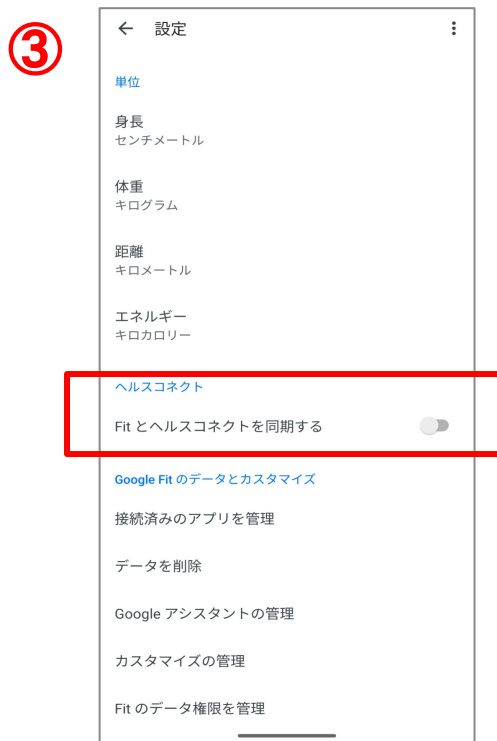 ③
設定
単位
身長
センチメートル
体重
キログラム
距離
キロメートル
エネルギー
キロカロリー
ヘルスコネクト
Fit とヘルスコネクトを同期する
Google Fit のデータとカスタマイズ
接続済みのアプリを管理
データを削除
Google アシスタントの管理
カスタマイズの管理
Fit のデータ権限を管理